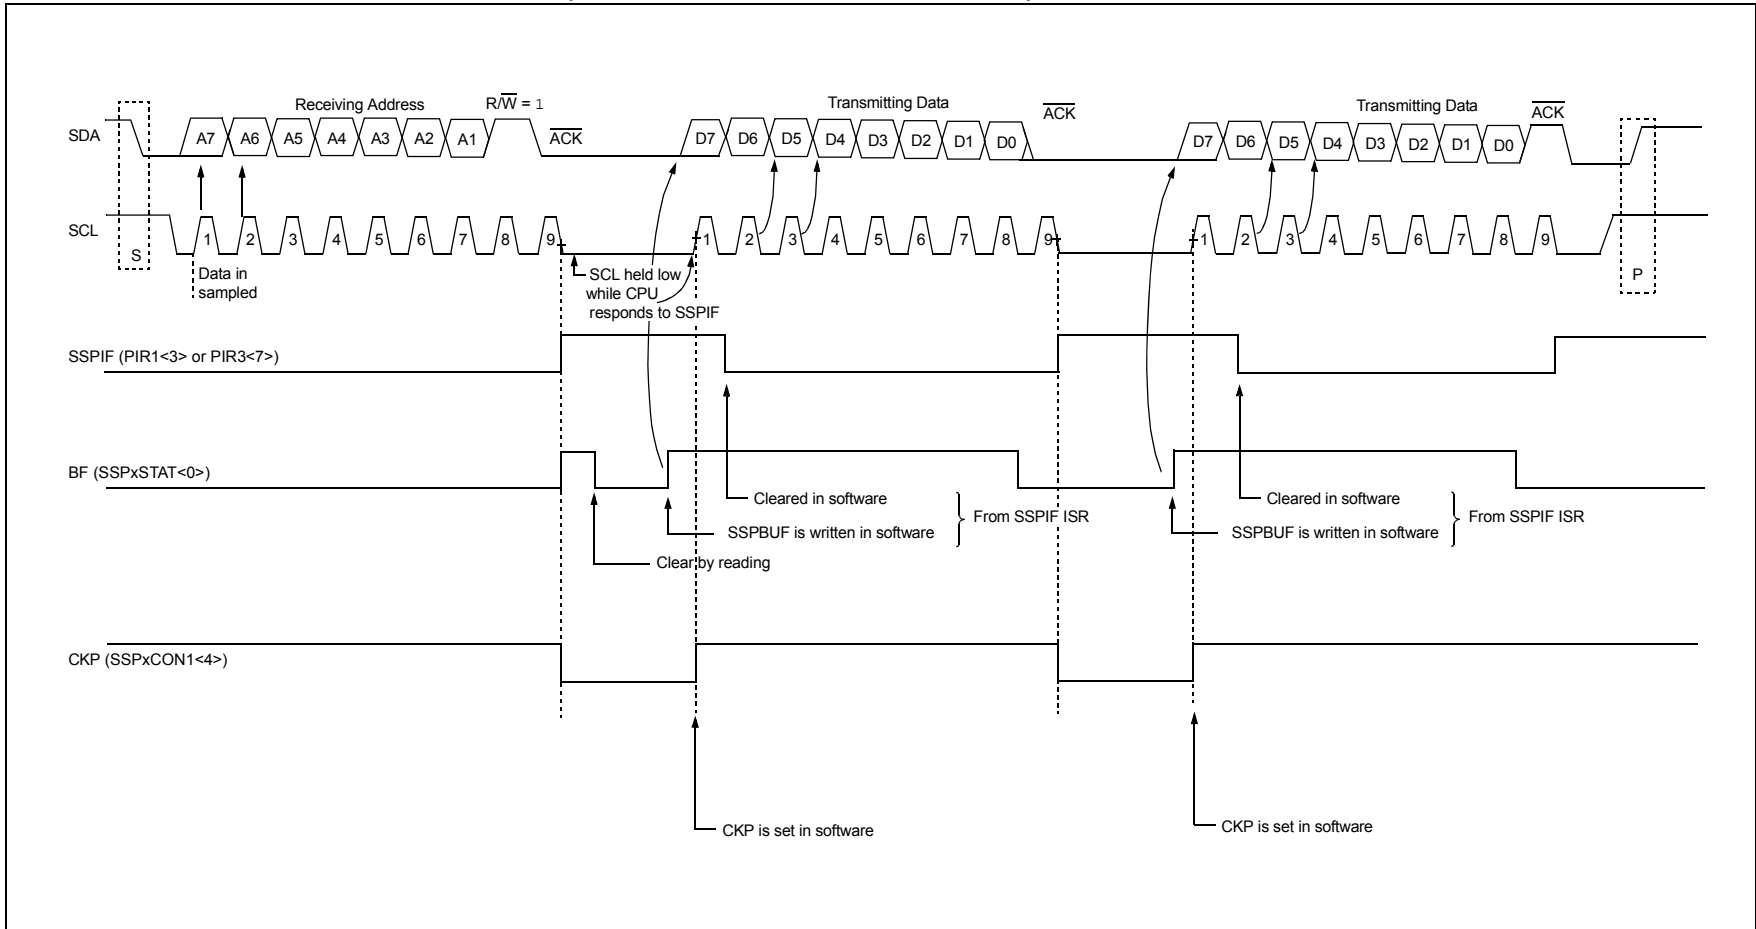 Receiving Address R/W̅ = 1
Transmitting Data A̅C̅K̅
Transmitting Data A̅C̅K̅
SDA A7 A6 A5 A4 A3 A2 A1 A̅C̅K̅ D7 D6 D5 D4 D3 D2 D1 D0 D7 D6 D5 D4 D3 D2 D1 D0
SCL 1 2 3 4 5 6 7 8 9 1 2 3 4 5 6 7 8 9 1 2 3 4 5 6 7 8 9
S
P
Data in
sampled
SCL held low
while CPU
responds to SSPIF
SSPIF (PIR1<3> or PIR3<7>)
BF (SSPxSTAT<0>)
Cleared in software
SSPBUF is written in software
From SSPIF ISR
Clear by reading
Cleared in software
SSPBUF is written in software
From SSPIF ISR
CKP (SSPxCON1<4>)
CKP is set in software
CKP is set in software